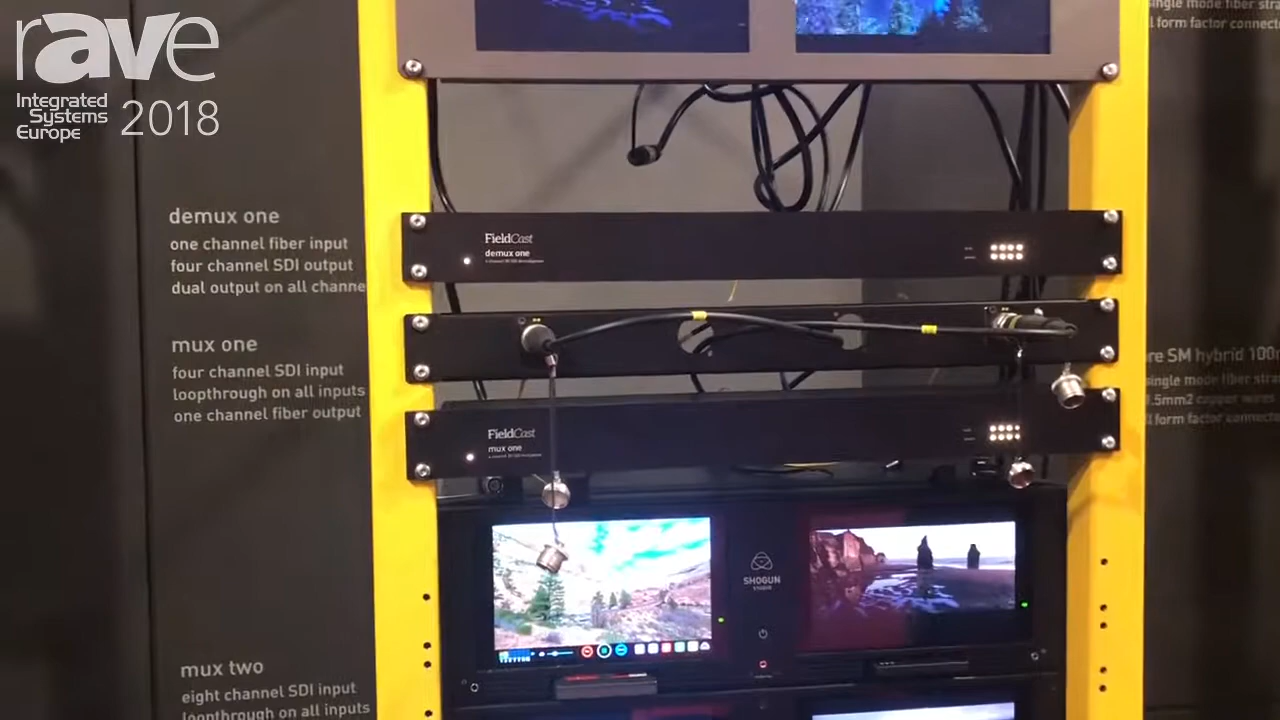 rAVe
Integrated
Systems
Europe 2018
demux one
one channel fiber input
four channel SDI output
dual output on all channe
mux one
four channel SDI input
loopthrough on all inputs
one channel fiber output
mux two
eight channel SDI input
loopthrough on all inputs
FieldCast
demux one
FieldCast
mux one
SHOGUN
STUDIO
single mode fiber stra
l form factor connecto
re SM hybrid 100m
single mode fiber stra
1.5mm2 copper wires
l form factor connecto